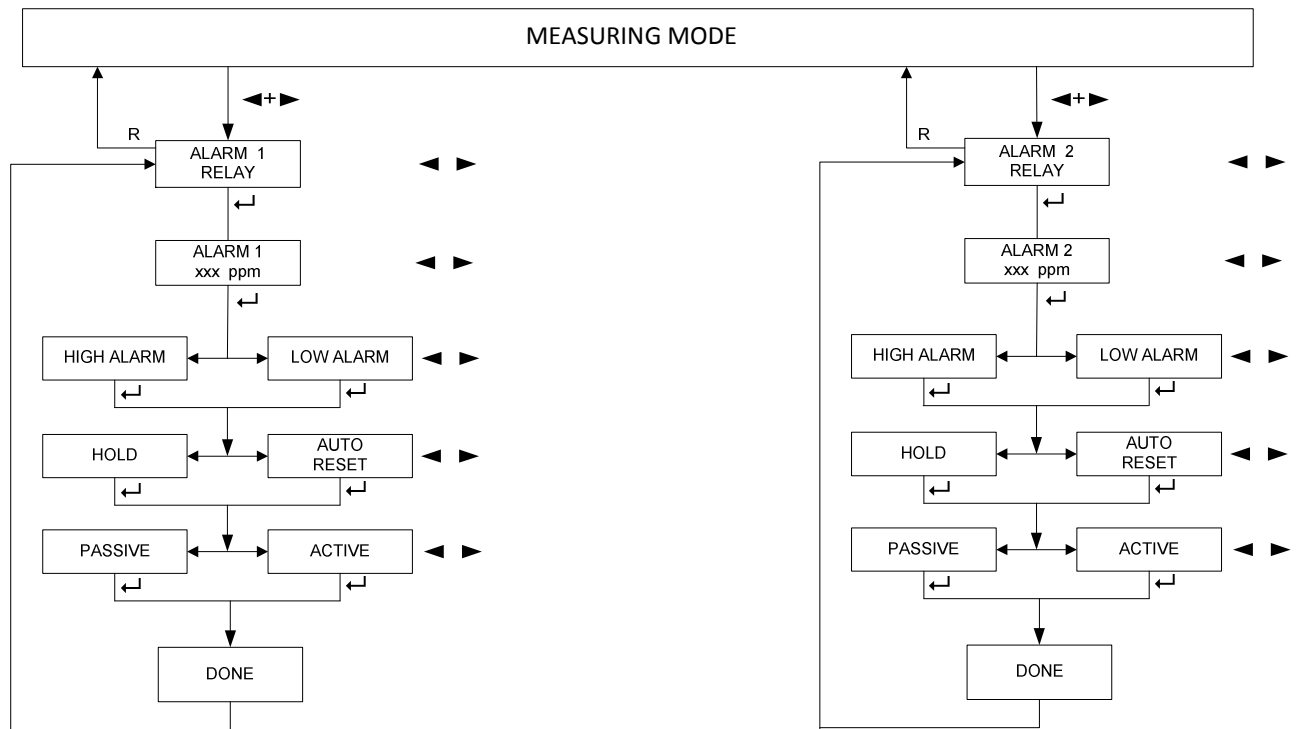 MEASURING MODE
R
ALARM 1
RELAY
ALARM 1
xxx ppm
HIGH ALARM
LOW ALARM
HOLD
AUTO
RESET
PASSIVE
ACTIVE
DONE
R
ALARM 2
RELAY
ALARM 2
xxx ppm
HIGH ALARM
LOW ALARM
HOLD
AUTO
RESET
PASSIVE
ACTIVE
DONE